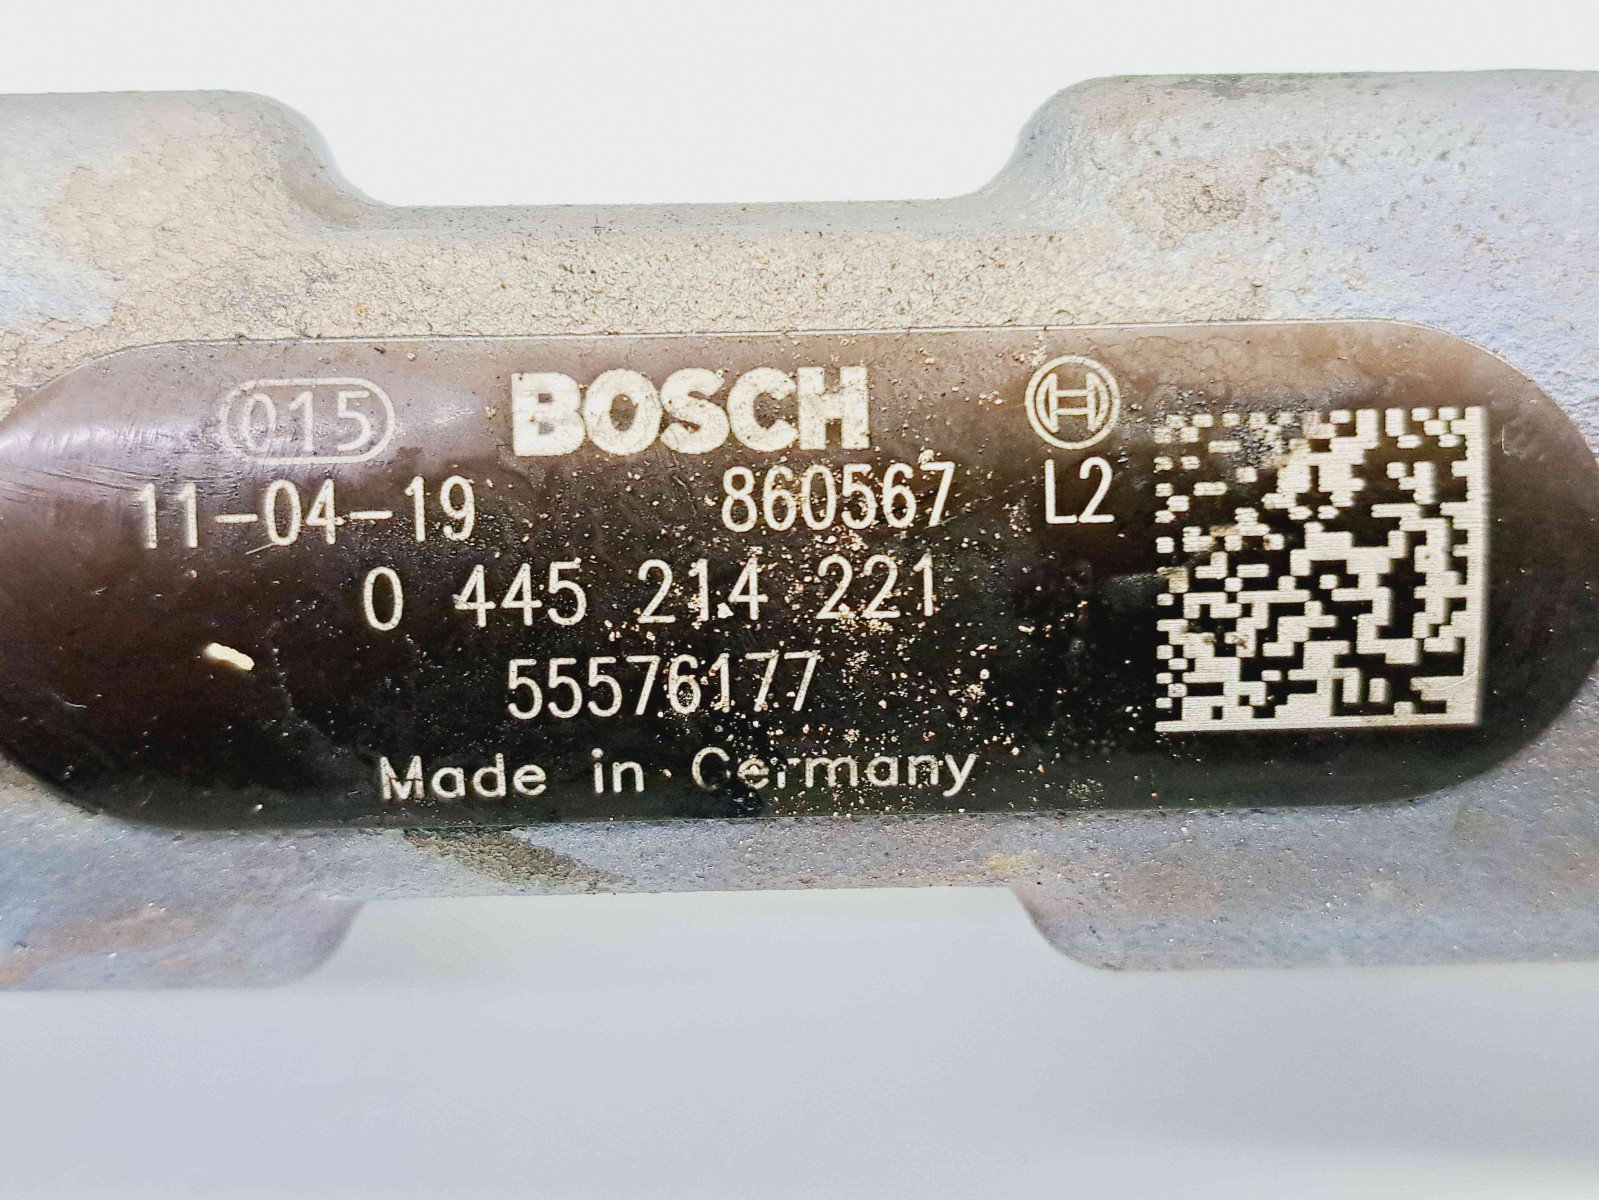 015 BOSCH
11-04-19 860567 L2
0 445 214 221
55576177
Made in Germany